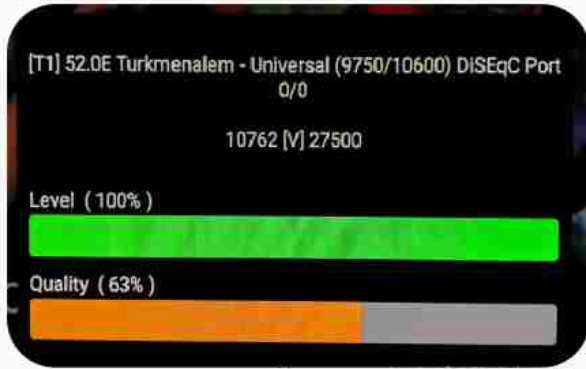 [T1] 52.0E Turkmenalem - Universal (9750/10600) DiSEqC Port
0/0
10762 [V] 27500
Level ( 100% )
Quality ( 63% )